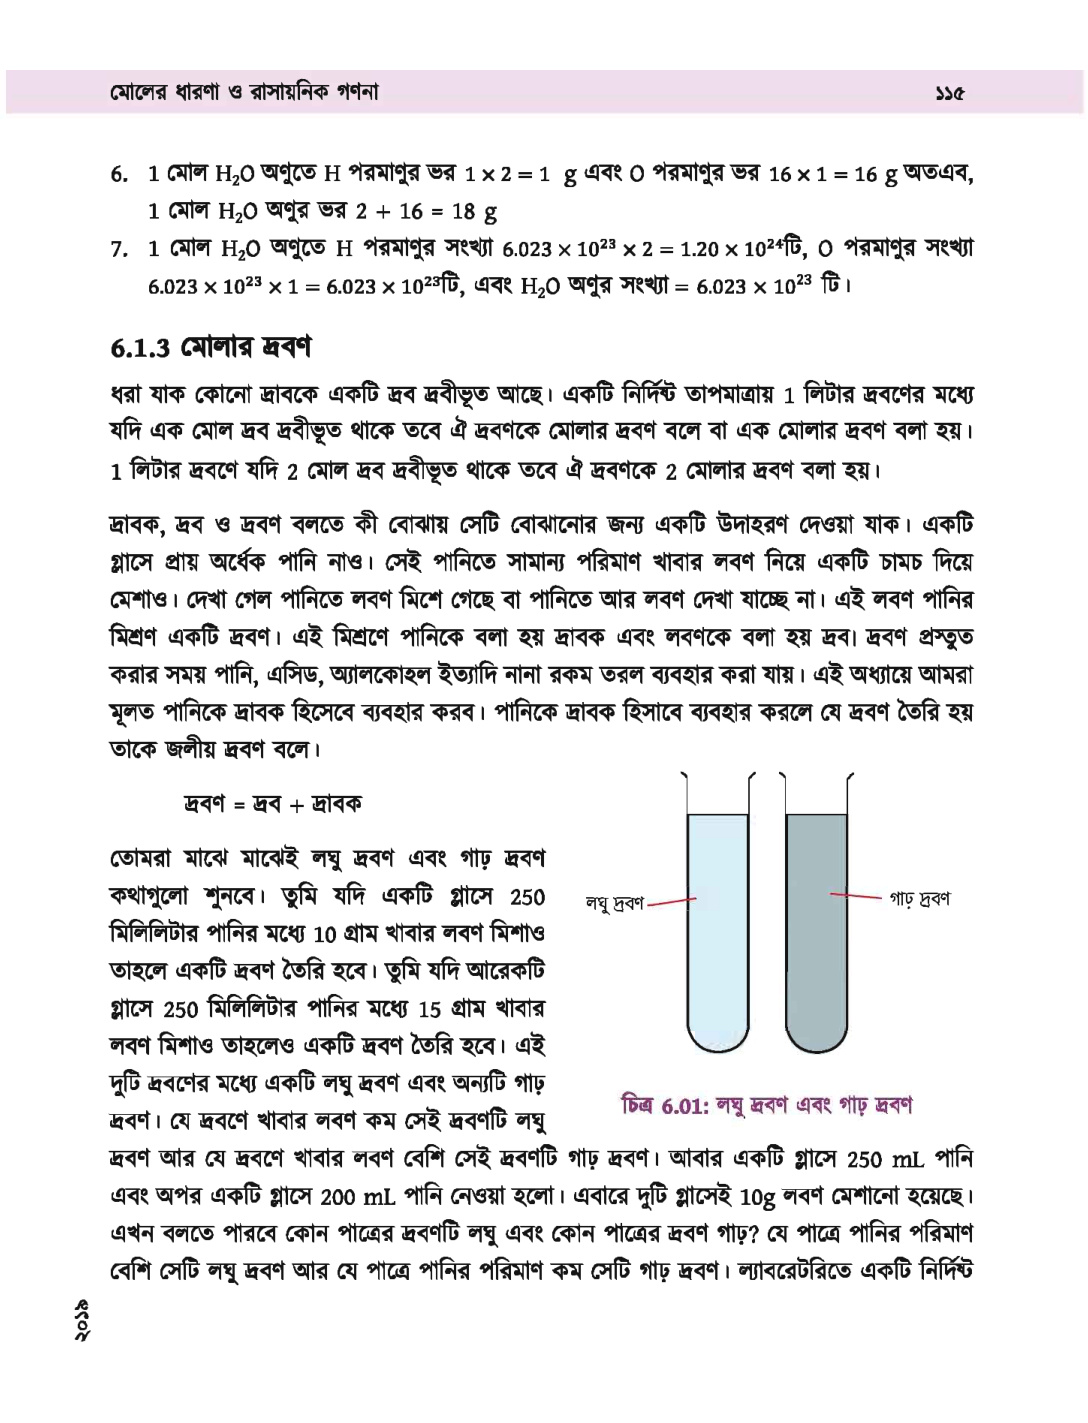 মোলের ধারণা ও রাসায়নিক গণনা ১১৫
6. 1 মোল H₂O অণুতে H পরমাণুর ভর 1 × 2 = 1 g এবং O পরমাণুর ভর 16 × 1 = 16 g অতএব,
1 মোল H₂O অণুর ভর 2 + 16 = 18 g
7. 1 মোল H₂O অণুতে H পরমাণুর সংখ্যা 6.023 × 10²³ × 2 = 1.20 × 10²⁴টি, O পরমাণুর সংখ্যা
6.023 × 10²³ × 1 = 6.023 × 10²³টি, এবং H₂O অণুর সংখ্যা = 6.023 × 10²³ টি।
6.1.3 মোলার দ্রবণ
ধরা যাক কোনো দ্রাবকে একটি দ্রব দ্রবীভূত আছে। একটি নির্দিষ্ট তাপমাত্রায় 1 লিটার দ্রবণের মধ্যে
যদি এক মোল দ্রব দ্রবীভূত থাকে তবে ঐ দ্রবণকে মোলার দ্রবণ বলে বা এক মোলার দ্রবণ বলা হয়।
1 লিটার দ্রবণে যদি 2 মোল দ্রব দ্রবীভূত থাকে তবে ঐ দ্রবণকে 2 মোলার দ্রবণ বলা হয়।
দ্রাবক, দ্রব ও দ্রবণ বলতে কী বোঝায় সেটি বোঝানোর জন্য একটি উদাহরণ দেওয়া যাক। একটি
গ্লাসে প্রায় অর্ধেক পানি নাও। সেই পানিতে সামান্য পরিমাণ খাবার লবণ নিয়ে একটি চামচ দিয়ে
মেশাও। দেখা গেল পানিতে লবণ মিশে গেছে বা পানিতে আর লবণ দেখা যাচ্ছে না। এই লবণ পানির
মিশ্রণ একটি দ্রবণ। এই মিশ্রণে পানিকে বলা হয় দ্রাবক এবং লবণকে বলা হয় দ্রব। দ্রবণ প্রস্তুত
করার সময় পানি, এসিড, অ্যালকোহল ইত্যাদি নানা রকম তরল ব্যবহার করা যায়। এই অধ্যায়ে আমরা
মূলত পানিকে দ্রাবক হিসেবে ব্যবহার করব। পানিকে দ্রাবক হিসাবে ব্যবহার করলে যে দ্রবণ তৈরি হয়
তাকে জলীয় দ্রবণ বলে।
দ্রবণ = দ্রব + দ্রাবক
তোমরা মাঝে মাঝেই লঘু দ্রবণ এবং গাঢ় দ্রবণ
কথাগুলো শুনবে। তুমি যদি একটি গ্লাসে 250
মিলিলিটার পানির মধ্যে 10 গ্রাম খাবার লবণ মিশাও
তাহলে একটি দ্রবণ তৈরি হবে। তুমি যদি আরেকটি
গ্লাসে 250 মিলিলিটার পানির মধ্যে 15 গ্রাম খাবার
লবণ মিশাও তাহলেও একটি দ্রবণ তৈরি হবে। এই
দুটি দ্রবণের মধ্যে একটি লঘু দ্রবণ এবং অন্যটি গাঢ়
দ্রবণ। যে দ্রবণে খাবার লবণ কম সেই দ্রবণটি লঘু
লঘু দ্রবণ
গাঢ় দ্রবণ
চিত্র 6.01: লঘু দ্রবণ এবং গাঢ় দ্রবণ
দ্রবণ আর যে দ্রবণে খাবার লবণ বেশি সেই দ্রবণটি গাঢ় দ্রবণ। আবার একটি গ্লাসে 250 mL পানি
এবং অপর একটি গ্লাসে 200 mL পানি নেওয়া হলো। এবারে দুটি গ্লাসেই 10g লবণ মেশানো হয়েছে।
এখন বলতে পারবে কোন পাত্রের দ্রবণটি লঘু এবং কোন পাত্রের দ্রবণ গাঢ়? যে পাত্রে পানির পরিমাণ
বেশি সেটি লঘু দ্রবণ আর যে পাত্রে পানির পরিমাণ কম সেটি গাঢ় দ্রবণ। ল্যাবরেটরিতে একটি নির্দিষ্ট
২০১৯